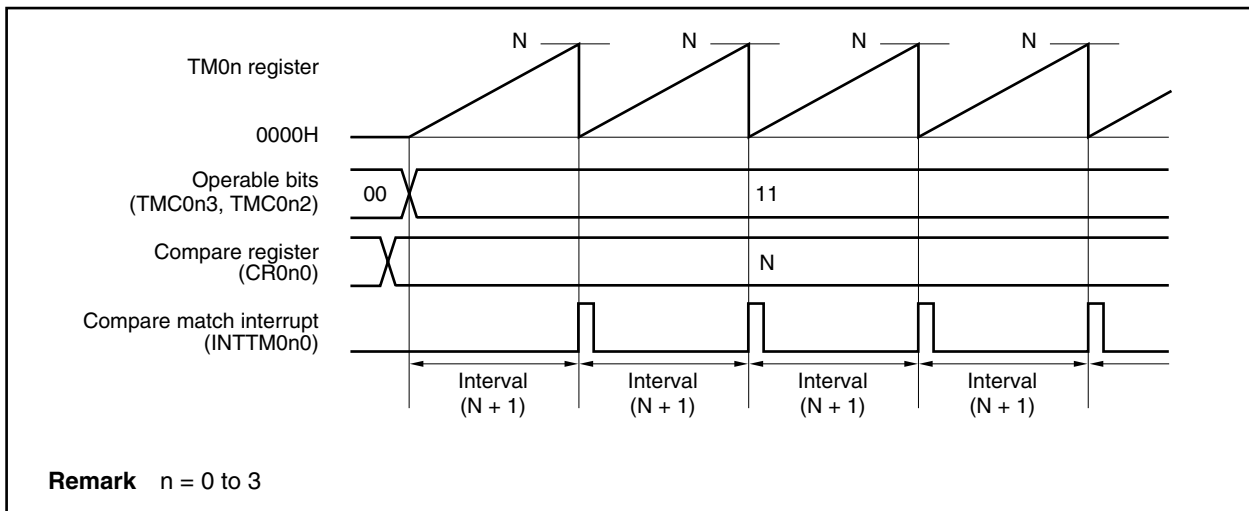 N N N N
TM0n register
0000H
Operable bits
(TMC0n3, TMC0n2)
00 11
Compare register
(CR0n0)
N
Compare match interrupt
(INTTM0n0)
Interval Interval Interval Interval
(N + 1) (N + 1) (N + 1) (N + 1)
Remark n = 0 to 3